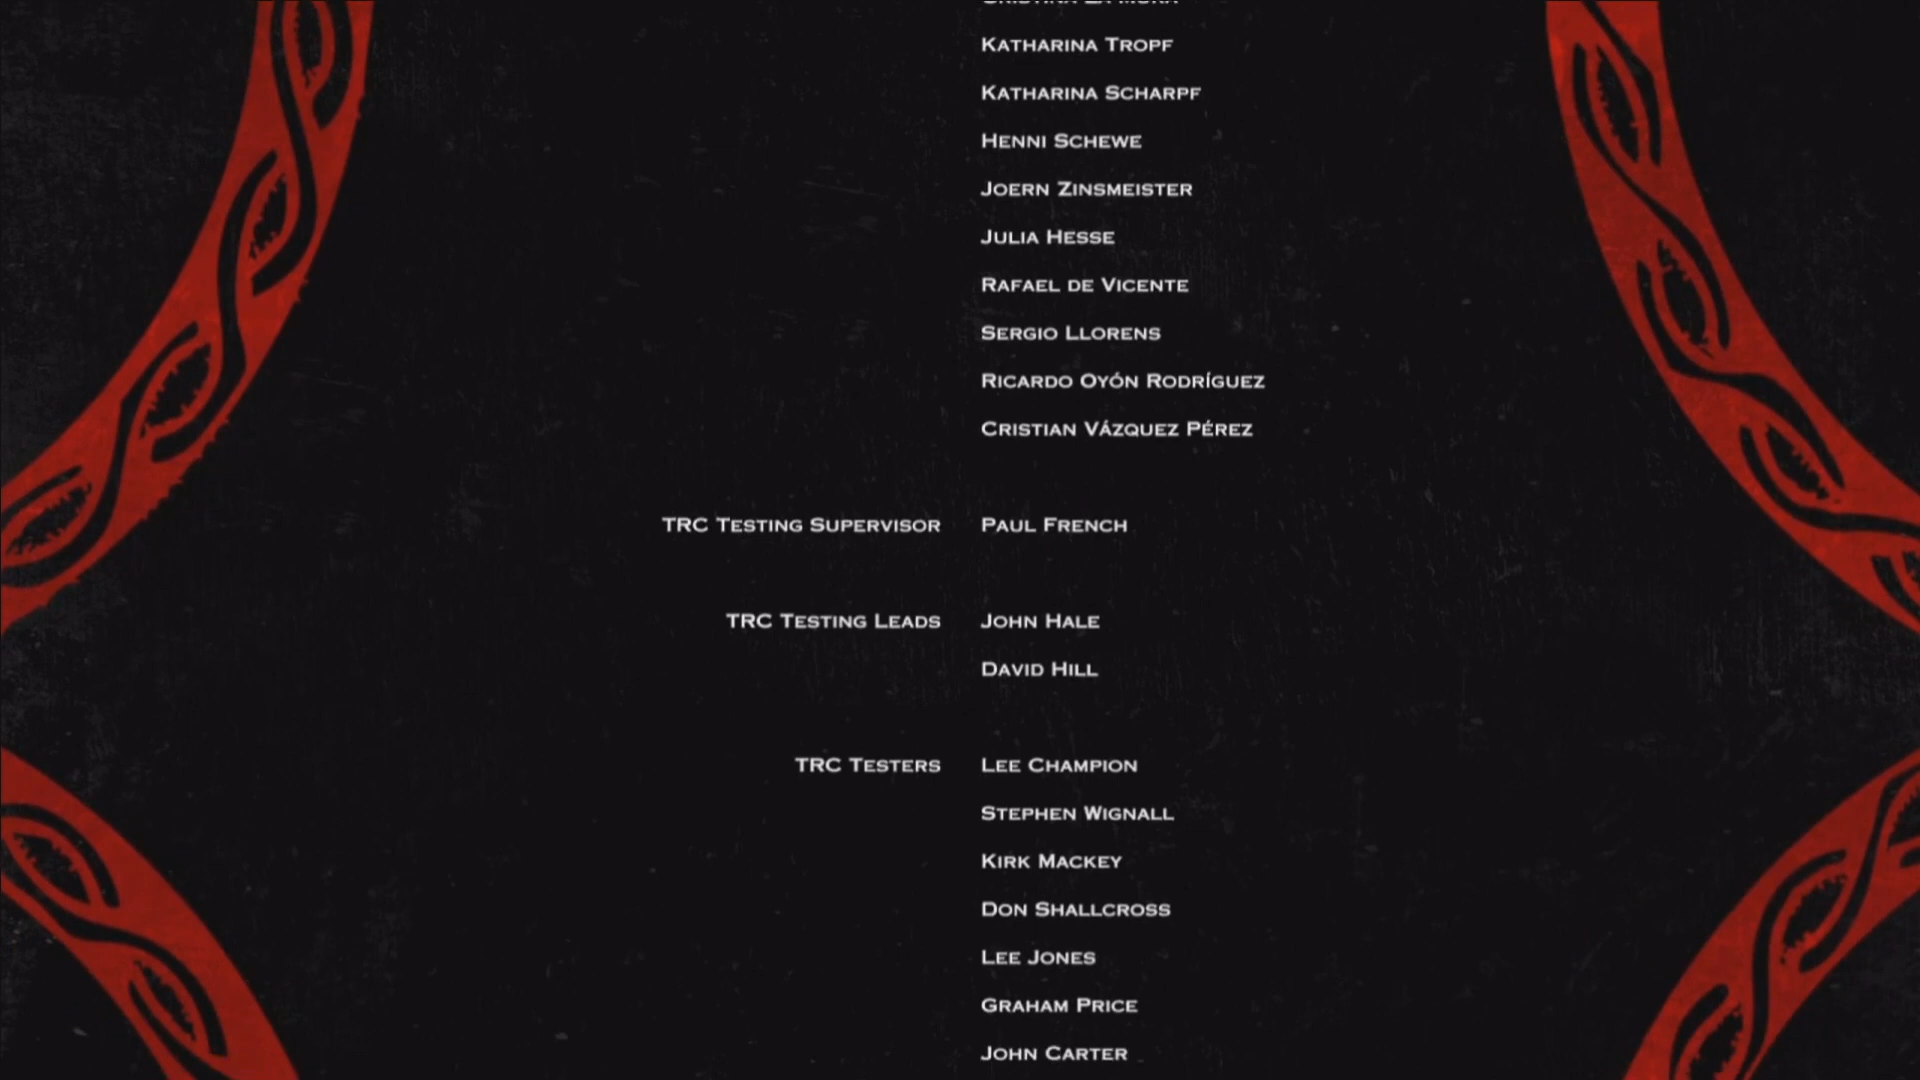 Katharina Tropf
Katharina Scharpf
Henni Schewe
Joern Zinsmeister
Julia Hesse
Rafael de Vicente
Sergio Llorens
Ricardo Oyón Rodríguez
Cristian Vázquez Pérez
TRC Testing Supervisor Paul French
TRC Testing Leads John Hale
David Hill
TRC Testers Lee Champion
Stephen Wignall
Kirk Mackey
Don Shallcross
Lee Jones
Graham Price
John Carter